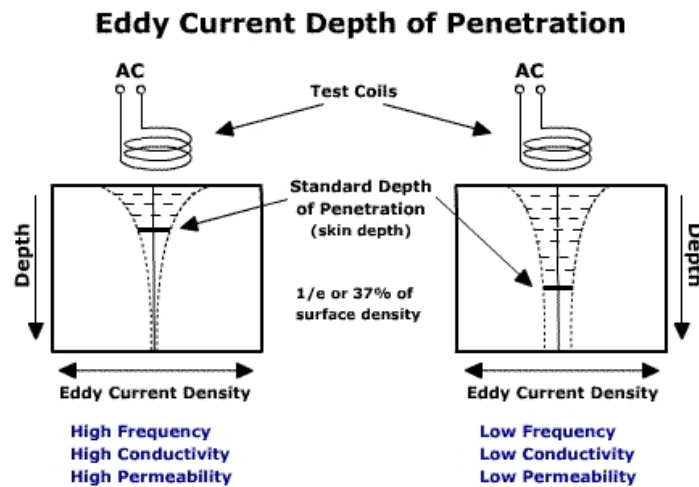 Eddy Current Depth of Penetration
AC
Test Coils
AC
Depth
Standard Depth
of Penetration
(skin depth)
1/e or 37% of
surface density
Depth
Eddy Current Density
Eddy Current Density
High Frequency
High Conductivity
High Permeability
Low Frequency
Low Conductivity
Low Permeability